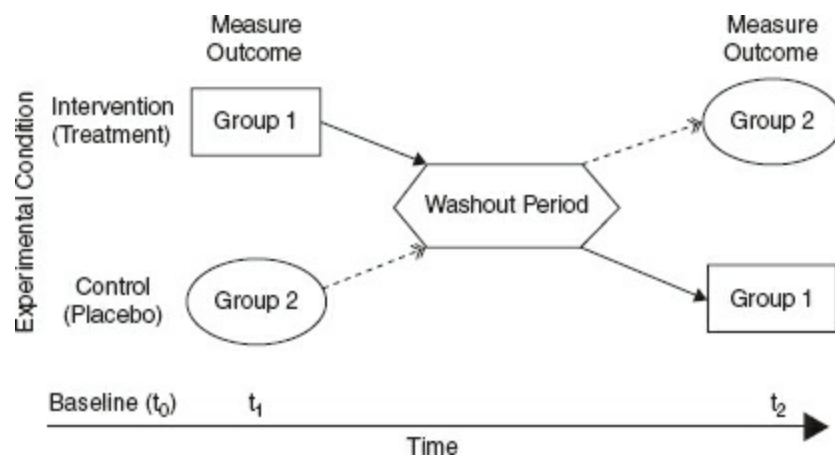 Measure
Outcome
Measure
Outcome
Experimental Condition
Intervention
(Treatment)
Group 1
Group 2
Washout Period
Control
(Placebo)
Group 2
Group 1
Baseline (t0)
t1
t2
Time